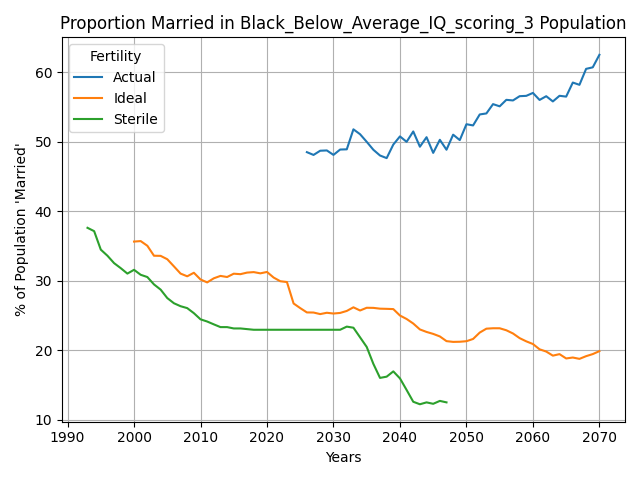 Proportion Married in Black_Below_Average_IQ_scoring_3 Population
Fertility
Actual
Ideal
Sterile
% of Population 'Married'
60
50
40
30
20
10
1990 2000 2010 2020 2030 2040 2050 2060 2070
Years